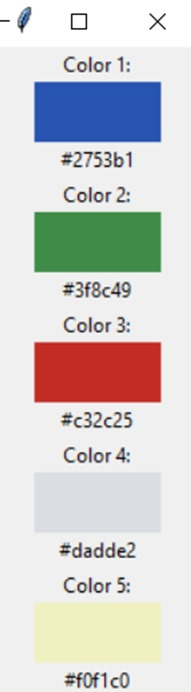 Color 1:
#2753b1
Color 2:
#3f8c49
Color 3:
#c32c25
Color 4:
#dadde2
Color 5:
#f0f1c0